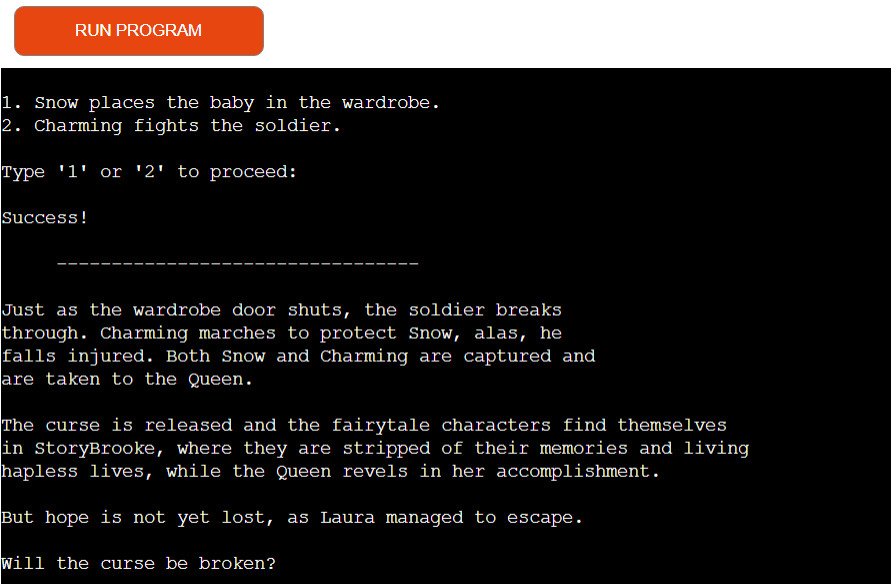 RUN PROGRAM
1. Snow places the baby in the wardrobe.
2. Charming fights the soldier.
Type '1' or '2' to proceed:
Success!
---------------------------------
Just as the wardrobe door shuts, the soldier breaks
through. Charming marches to protect Snow, alas, he
falls injured. Both Snow and Charming are captured and
are taken to the Queen.
The curse is released and the fairytale characters find themselves
in StoryBrooke, where they are stripped of their memories and living
hapless lives, while the Queen revels in her accomplishment.
But hope is not yet lost, as Laura managed to escape.
Will the curse be broken?